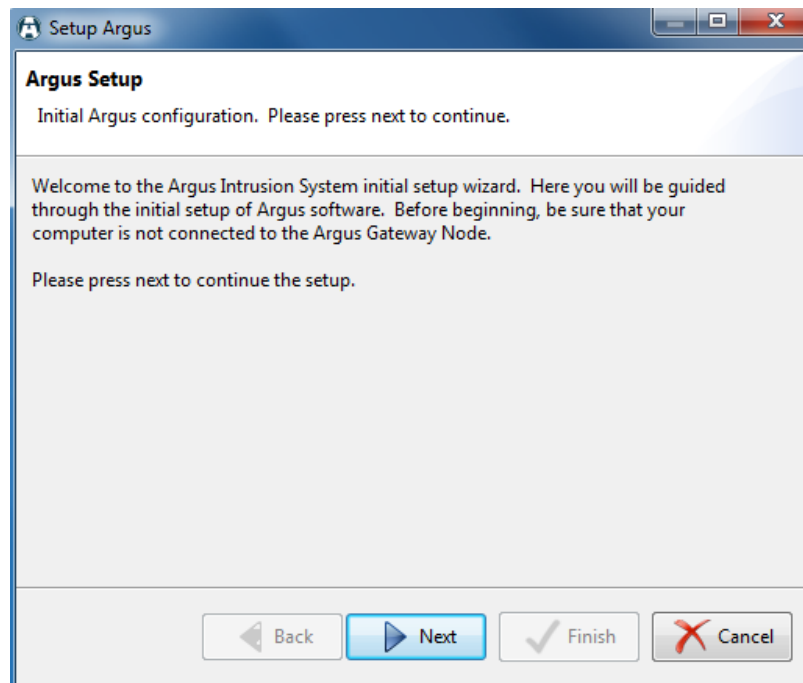 Setup Argus
Argus Setup
Initial Argus configuration.  Please press next to continue.
Welcome to the Argus Intrusion System initial setup wizard.  Here you will be guided
through the initial setup of Argus software.  Before beginning, be sure that your
computer is not connected to the Argus Gateway Node.
Please press next to continue the setup.
Back
Next
Finish
Cancel